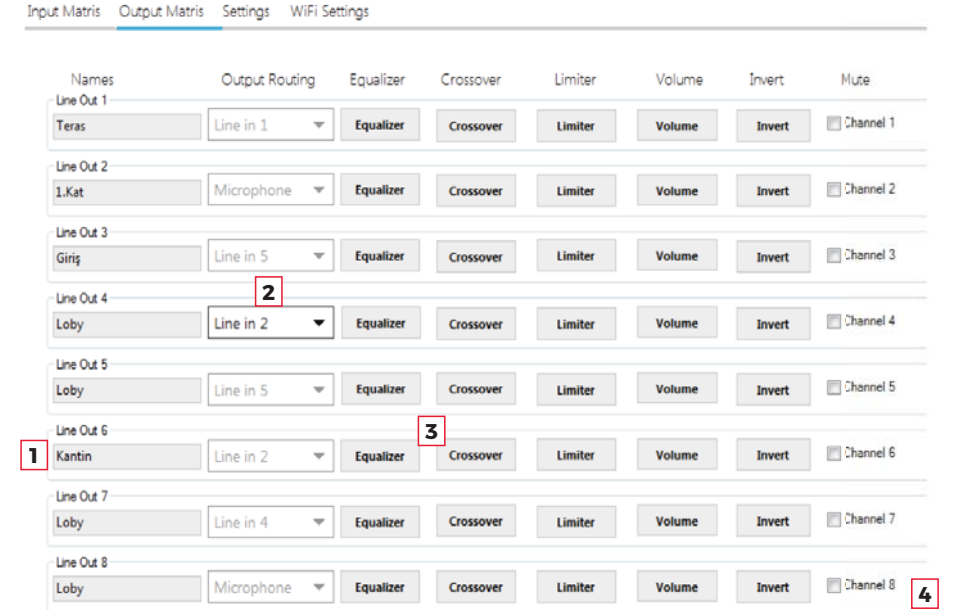 Input Matris Output Matris Settings WiFi Settings
Names Output Routing Equalizer Crossover Limiter Volume Invert Mute
Line Out 1
Teras Line in 1 Equalizer Crossover Limiter Volume Invert Channel 1
Line Out 2
1.Kat Microphone Equalizer Crossover Limiter Volume Invert Channel 2
Line Out 3
Giriş Line in 5 Equalizer Crossover Limiter Volume Invert Channel 3
2
Line Out 4
Loby Line in 2 Equalizer Crossover Limiter Volume Invert Channel 4
Line Out 5
Loby Line in 5 Equalizer Crossover Limiter Volume Invert Channel 5
Line Out 6
3
1 Kantin Line in 2 Equalizer Crossover Limiter Volume Invert Channel 6
Line Out 7
Loby Line in 4 Equalizer Crossover Limiter Volume Invert Channel 7
Line Out 8
Loby Microphone Equalizer Crossover Limiter Volume Invert Channel 8
4